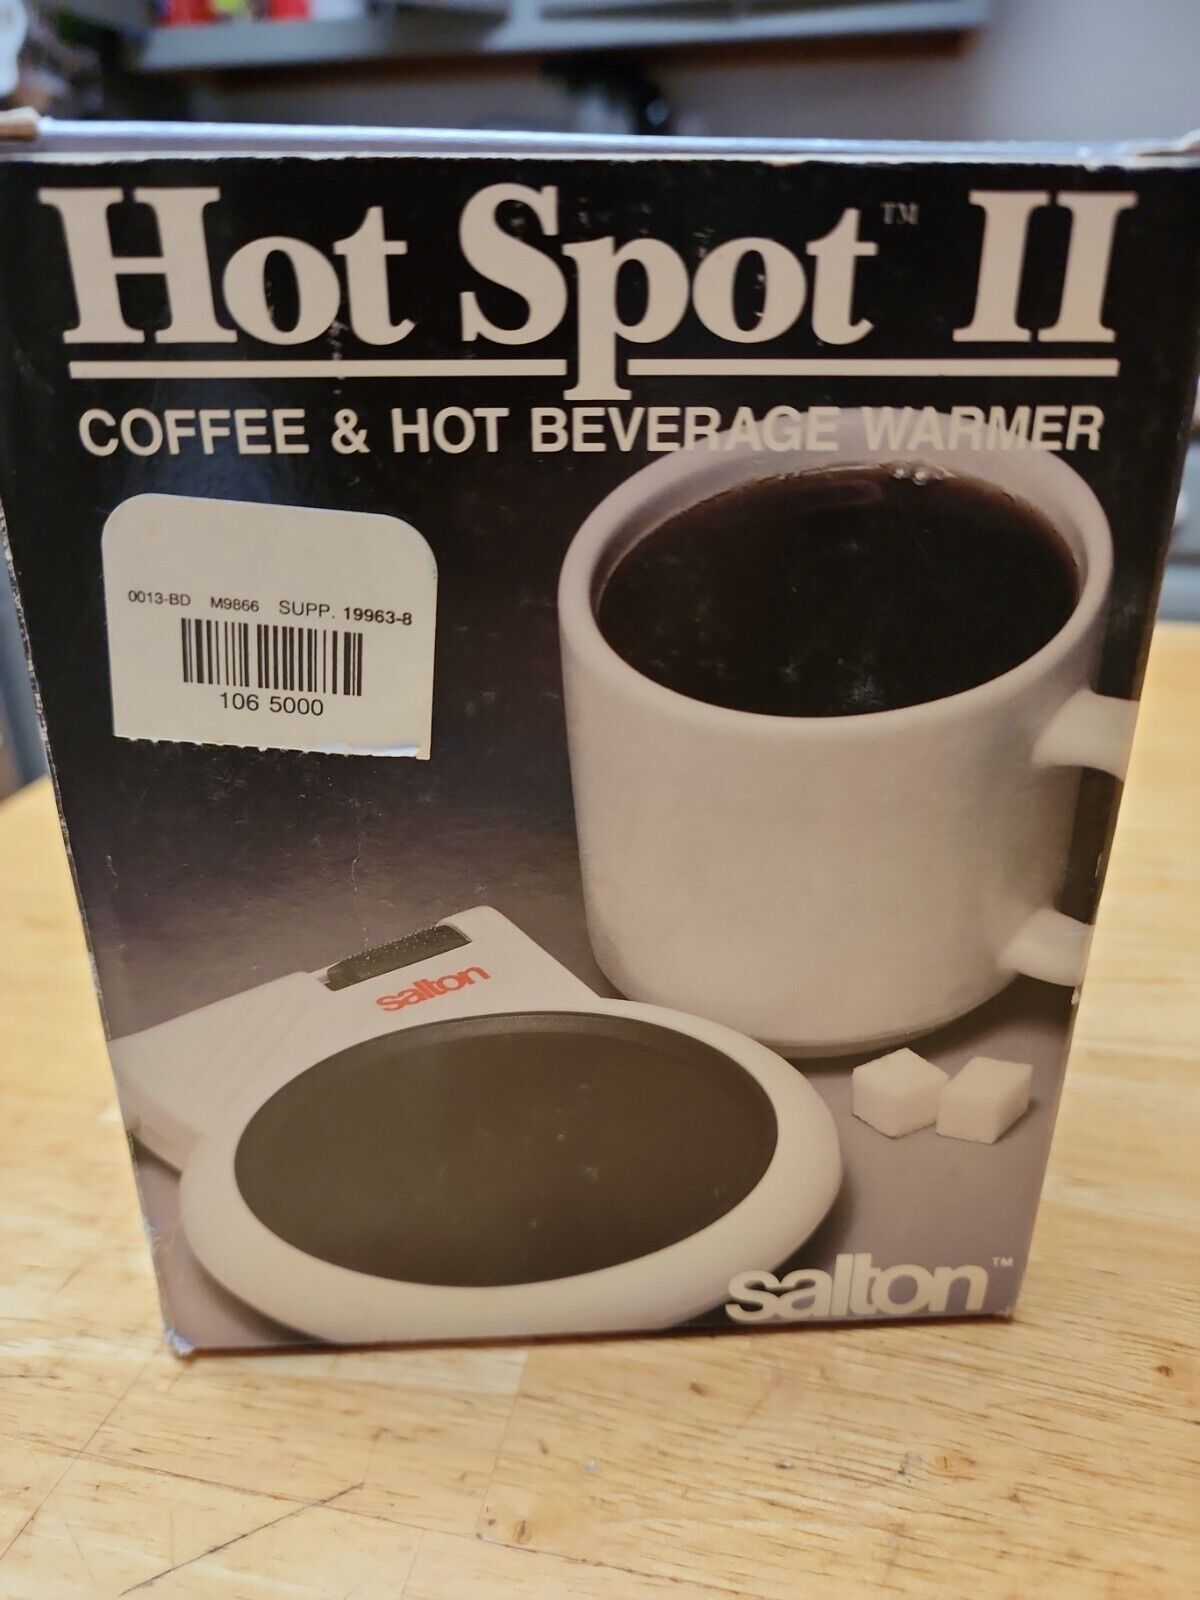 Hot Spot™ II
COFFEE & HOT BEVERAGE WARMER
0013-BD M9866 SUPP. 19963-8
106 5000
salton
salton™